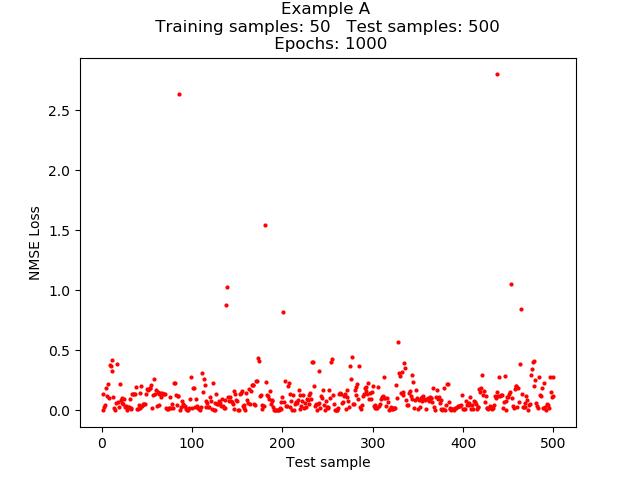 Example A
Training samples: 50   Test samples: 500
Epochs: 1000
2.5
2.0
1.5
1.0
0.5
0.0
NMSE Loss
0 100 200 300 400 500
Test sample